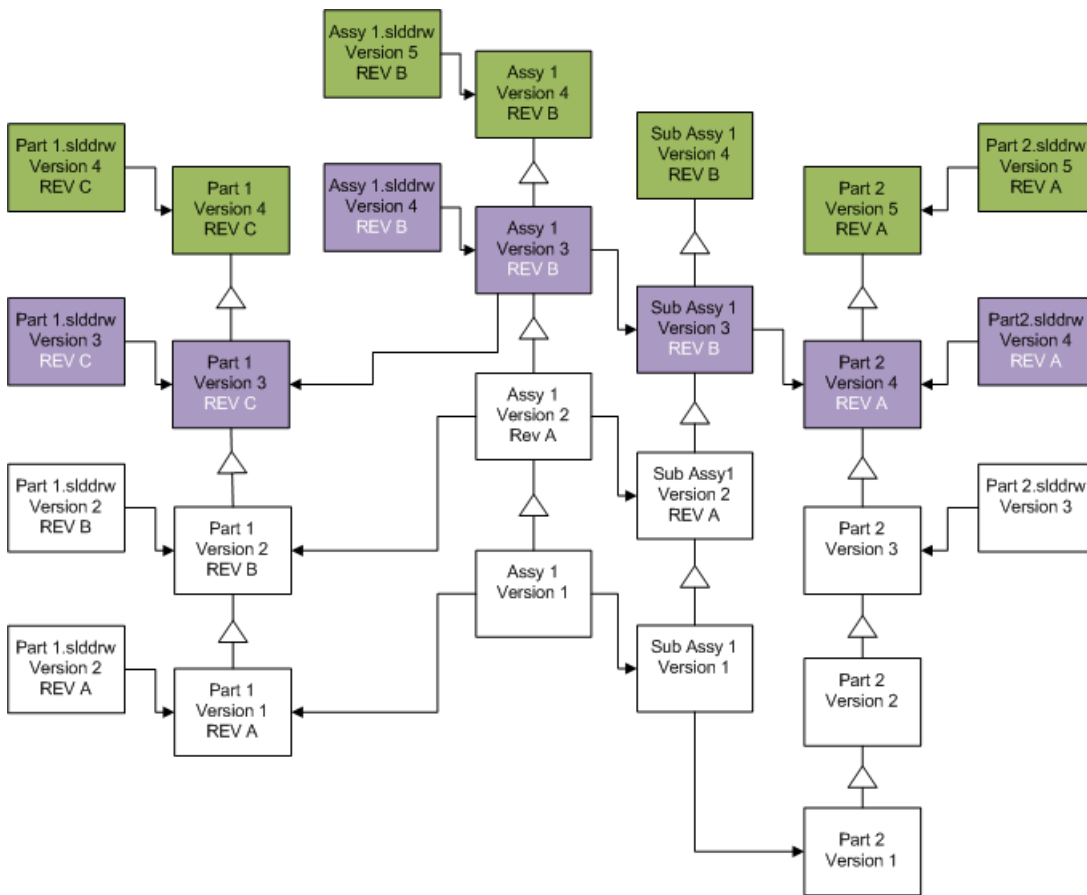 Assy 1.slddrw
Version 5
REV B
Assy 1
Version 4
REV B
Part 1.slddrw
Version 4
REV C
Sub Assy 1
Version 4
REV B
Part 2.slddrw
Version 5
REV A
Part 1
Version 4
REV C
Assy 1.slddrw
Version 4
REV B
Part 2
Version 5
REV A
Assy 1
Version 3
REV B
Part 1.slddrw
Version 3
REV C
Sub Assy 1
Version 3
REV B
Part2.slddrw
Version 4
REV A
Part 1
Version 3
REV C
Part 2
Version 4
REV A
Assy 1
Version 2
Rev A
Part 1.slddrw
Version 2
REV B
Sub Assy1
Version 2
REV A
Part 2.slddrw
Version 3
Part 1
Version 2
REV B
Part 2
Version 3
Assy 1
Version 1
Part 1.slddrw
Version 2
REV A
Sub Assy 1
Version 1
Part 1
Version 1
REV A
Part 2
Version 2
Part 2
Version 1